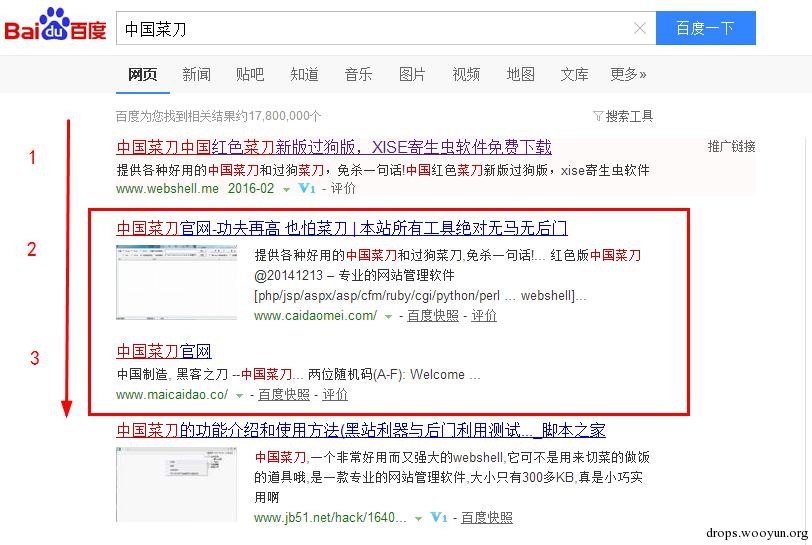 Bai du 百度
中国菜刀
百度一下
网页 新闻 贴吧 知道 音乐 图片 视频 地图 文库 更多»
百度为您找到相关结果约17,800,000个
搜索工具
1
中国菜刀中国红色菜刀新版过狗版，XISE寄生虫软件免费下载
推广链接
提供各种好用的中国菜刀和过狗菜刀，免杀一句话!中国红色菜刀新版过狗版，xise寄生虫软件
www.webshell.me 2016-02 V1 - 评价
2
中国菜刀官网-功夫再高 也怕菜刀 | 本站所有工具绝对无马无后门
提供各种好用的中国菜刀和过狗菜刀,免杀一句话!... 红色版中国菜刀
@20141213 – 专业的网站管理软件
[php/jsp/aspx/asp/cfm/ruby/cgi/python/perl ... webshell]...
www.caidaomei.com/ - 百度快照 - 评价
3
中国菜刀官网
中国制造, 黑客之刀 --中国菜刀... 两位随机码(A-F): Welcome ...
www.maicaidao.co/ - 百度快照 - 评价
中国菜刀的功能介绍和使用方法(黑站利器与后门利用测试..._脚本之家
中国菜刀,一个非常好用而又强大的webshell,它可不是用来切菜的做饭
的道具哦,是一款专业的网站管理软件,大小只有300多KB,真是小巧实
用啊
www.jb51.net/hack/1640... V1 - 百度快照
drops.wooyun.org